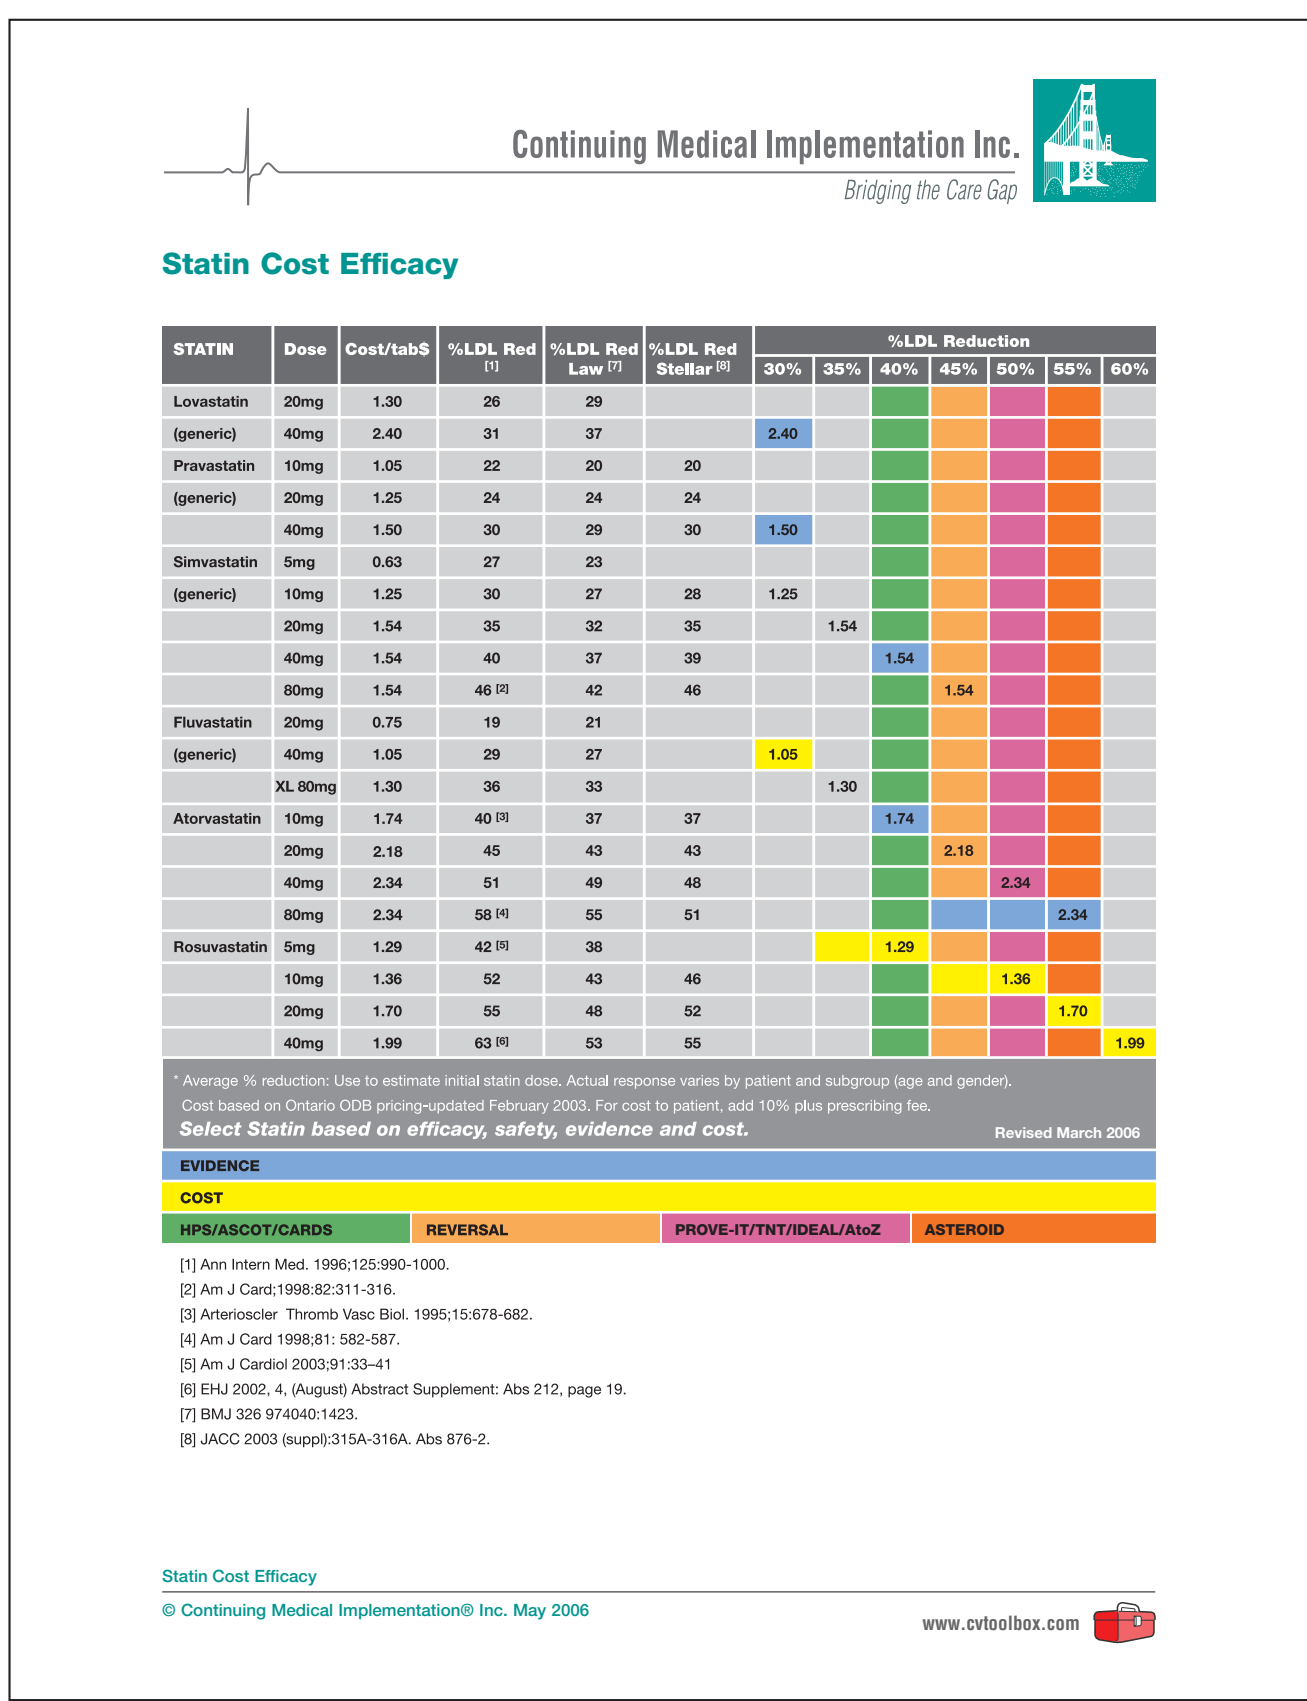 Continuing Medical Implementation Inc.
Bridging the Care Gap
Statin Cost Efficacy
STATIN Dose Cost/tab$ %LDL Red [1] %LDL Red Law [7] %LDL Red Stellar [8] %LDL Reduction
30% 35% 40% 45% 50% 55% 60%
Lovastatin 20mg 1.30 26 29
(generic) 40mg 2.40 31 37 2.40
Pravastatin 10mg 1.05 22 20 20
(generic) 20mg 1.25 24 24 24
40mg 1.50 30 29 30 1.50
Simvastatin 5mg 0.63 27 23
(generic) 10mg 1.25 30 27 28 1.25
20mg 1.54 35 32 35 1.54
40mg 1.54 40 37 39 1.54
80mg 1.54 46 [2] 42 46 1.54
Fluvastatin 20mg 0.75 19 21
(generic) 40mg 1.05 29 27 1.05
XL 80mg 1.30 36 33 1.30
Atorvastatin 10mg 1.74 40 [3] 37 37 1.74
20mg 2.18 45 43 43 2.18
40mg 2.34 51 49 48 2.34
80mg 2.34 58 [4] 55 51 2.34
Rosuvastatin 5mg 1.29 42 [5] 38 1.29
10mg 1.36 52 43 46 1.36
20mg 1.70 55 48 52 1.70
40mg 1.99 63 [6] 53 55 1.99
* Average % reduction: Use to estimate initial statin dose. Actual response varies by patient and subgroup (age and gender).
Cost based on Ontario ODB pricing-updated February 2003. For cost to patient, add 10% plus prescribing fee.
Select Statin based on efficacy, safety, evidence and cost. Revised March 2006
EVIDENCE
COST
HPS/ASCOT/CARDS REVERSAL PROVE-IT/TNT/IDEAL/AtoZ ASTEROID
[1] Ann Intern Med. 1996;125:990-1000.
[2] Am J Card;1998:82:311-316.
[3] Arterioscler Thromb Vasc Biol. 1995;15:678-682.
[4] Am J Card 1998;81: 582-587.
[5] Am J Cardiol 2003;91:33–41
[6] EHJ 2002, 4, (August) Abstract Supplement: Abs 212, page 19.
[7] BMJ 326 974040:1423.
[8] JACC 2003 (suppl):315A-316A. Abs 876-2.
Statin Cost Efficacy
© Continuing Medical Implementation® Inc. May 2006
www.cvtoolbox.com